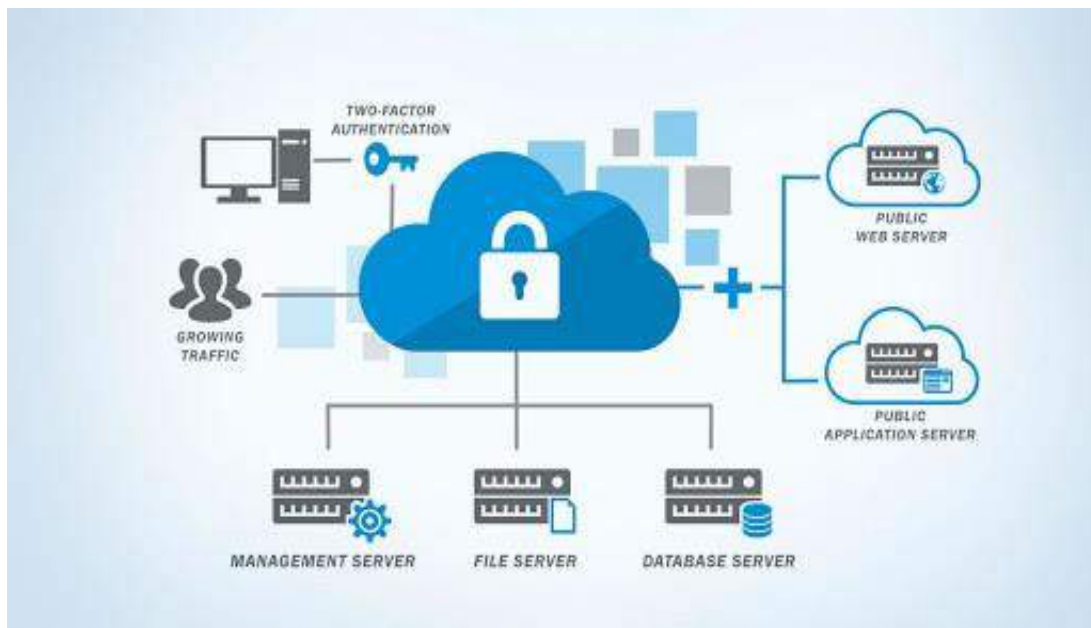 TWO-FACTOR
AUTHENTICATION
GROWING
TRAFFIC
PUBLIC
WEB SERVER
PUBLIC
APPLICATION SERVER
MANAGEMENT SERVER
FILE SERVER
DATABASE SERVER